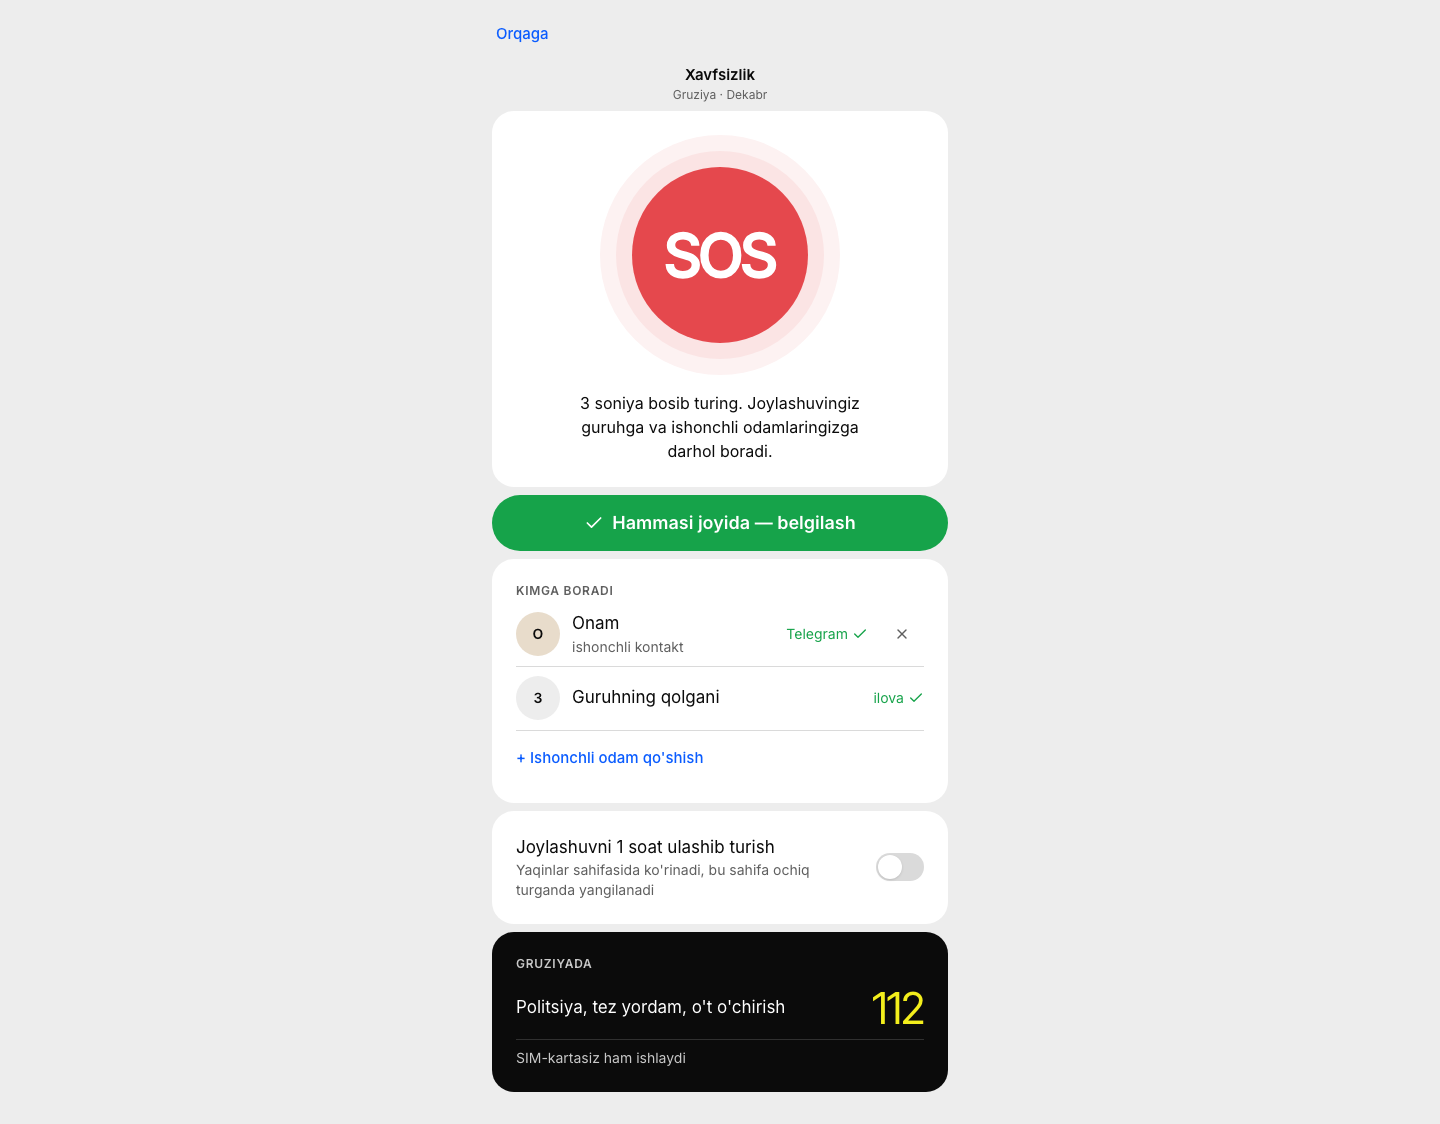 Orqaga
Xavfsizlik
Gruziya · Dekabr
SOS
3 soniya bosib turing. Joylashuvingiz
guruhga va ishonchli odamlaringizga
darhol boradi.
Hammasi joyida — belgilash
KIMGA BORADI
O
Onam
ishonchli kontakt
Telegram ✓
3
Guruhning qolgani
ilova ✓
+ Ishonchli odam qo'shish
Joylashuvni 1 soat ulashib turish
Yaqinlar sahifasida ko'rinadi, bu sahifa ochiq
turganda yangilanadi
GRUZIYADA
Politsiya, tez yordam, o't o'chirish
112
SIM-kartasiz ham ishlaydi